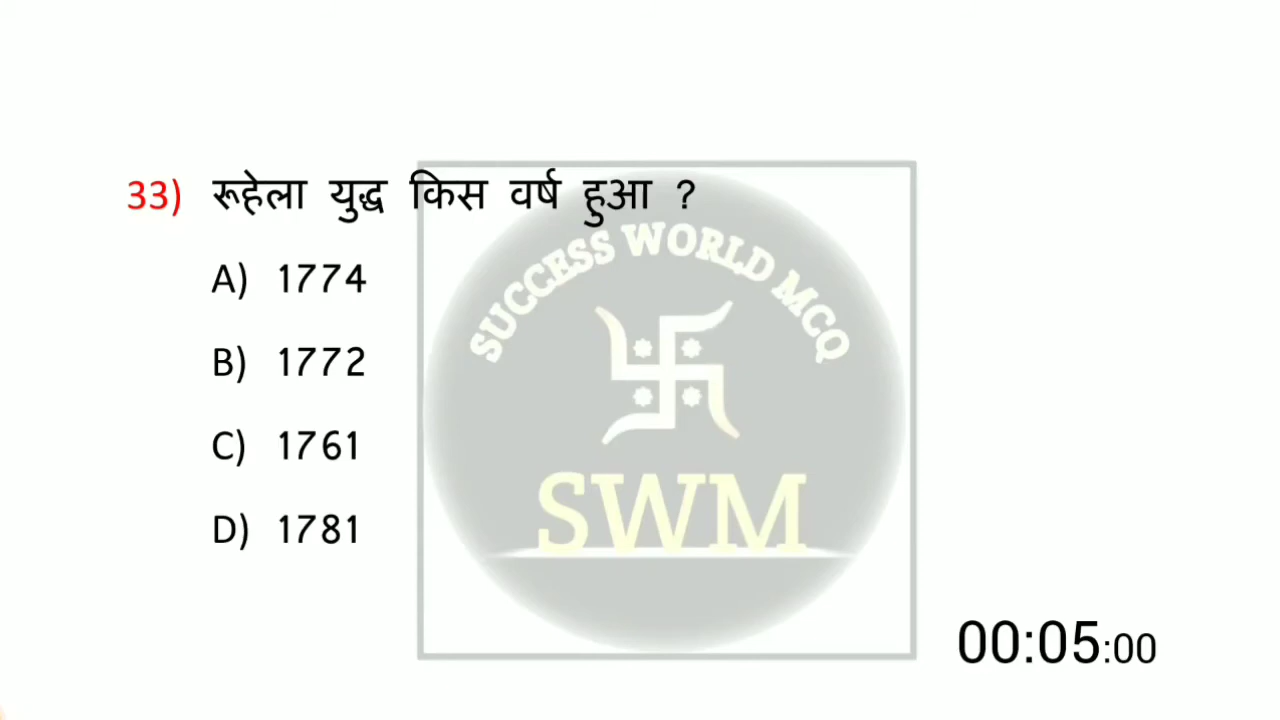 33) रूहेला युद्ध किस वर्ष हुआ ?
A) 1774
B) 1772
C) 1761
D) 1781
SUCCESS WORLD MCQ
SWM
00:05:00